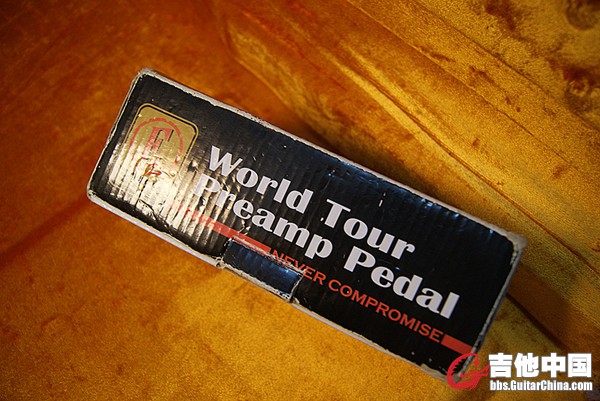 World Tour
Preamp Pedal
NEVER COMPROMISE
吉他中国
bbs.GuitarChina.com